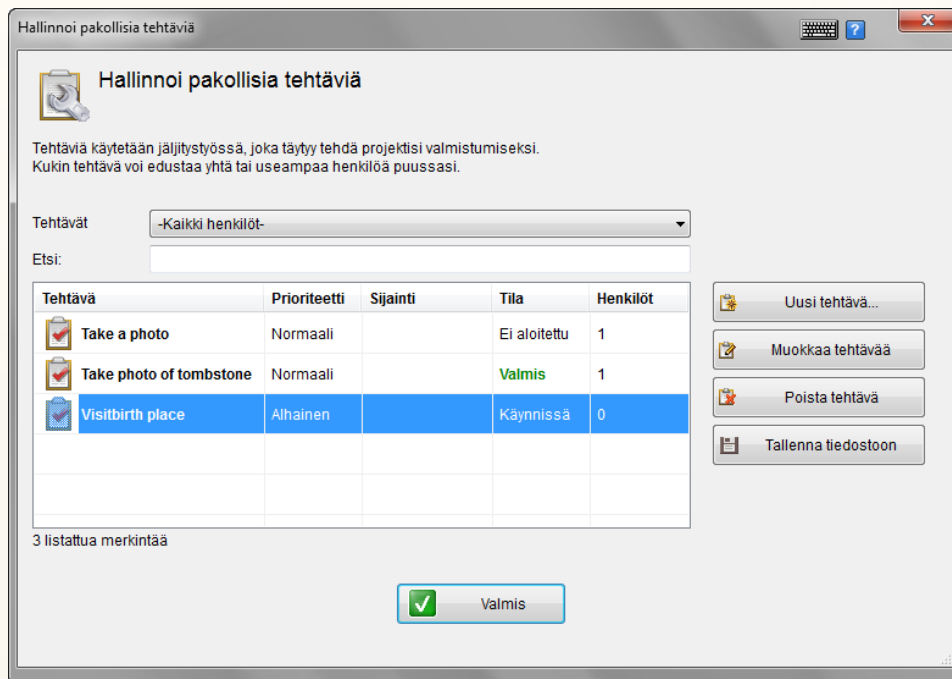 Hallinnoi pakollisia tehtäviä
?
x
Hallinnoi pakollisia tehtäviä
Tehtäviä käytetään jäljitystyössä, joka täytyy tehdä projektisi valmistumiseksi.
Kukin tehtävä voi edustaa yhtä tai useampaa henkilöä puussasi.
Tehtävät -Kaikki henkilöt-
Etsi:
Tehtävä Prioriteetti Sijainti Tila Henkilöt
Take a photo Normaali Ei aloitettu 1
Take photo of tombstone Normaali Valmis 1
Visitbirth place Alhainen Käynnissä 0
Uusi tehtävä...
Muokkaa tehtävää
Poista tehtävä
Tallenna tiedostoon
3 listattua merkintää
Valmis